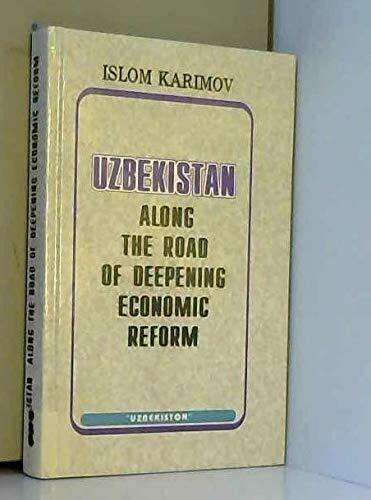 ISLOM KARIMOV
UZBEKISTAN
ALONG
THE ROAD
OF DEEPENING
ECONOMIC
REFORM
"UZBEKISTON"
ALONG THE ROAD OF DEEPENING ECONOMIC REFORM